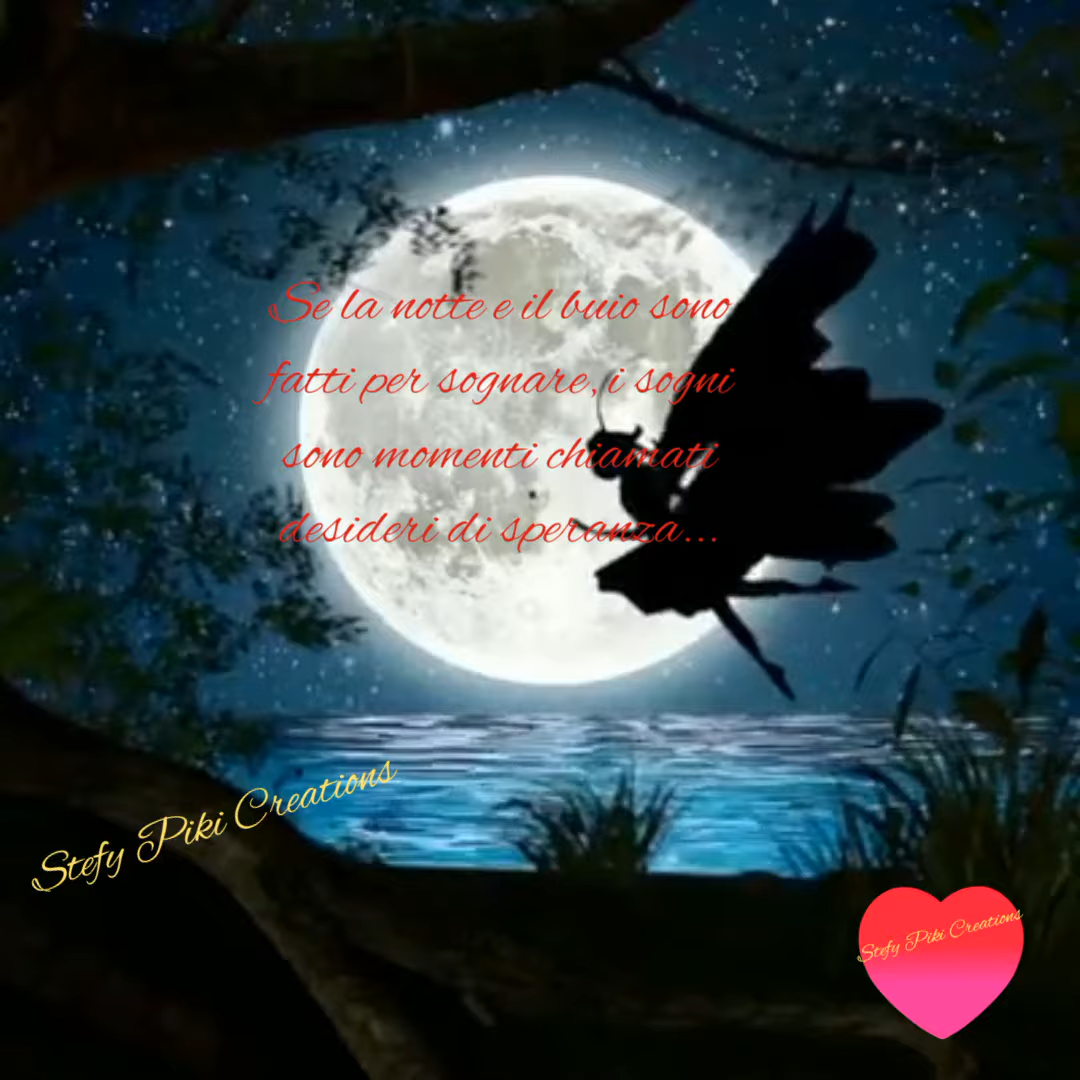 Se la notte e il buio sono
fatti per sognare, i sogni
sono momenti chiamati
desideri di speranza...
Stefy Piki Creations
Stefy Piki Creations